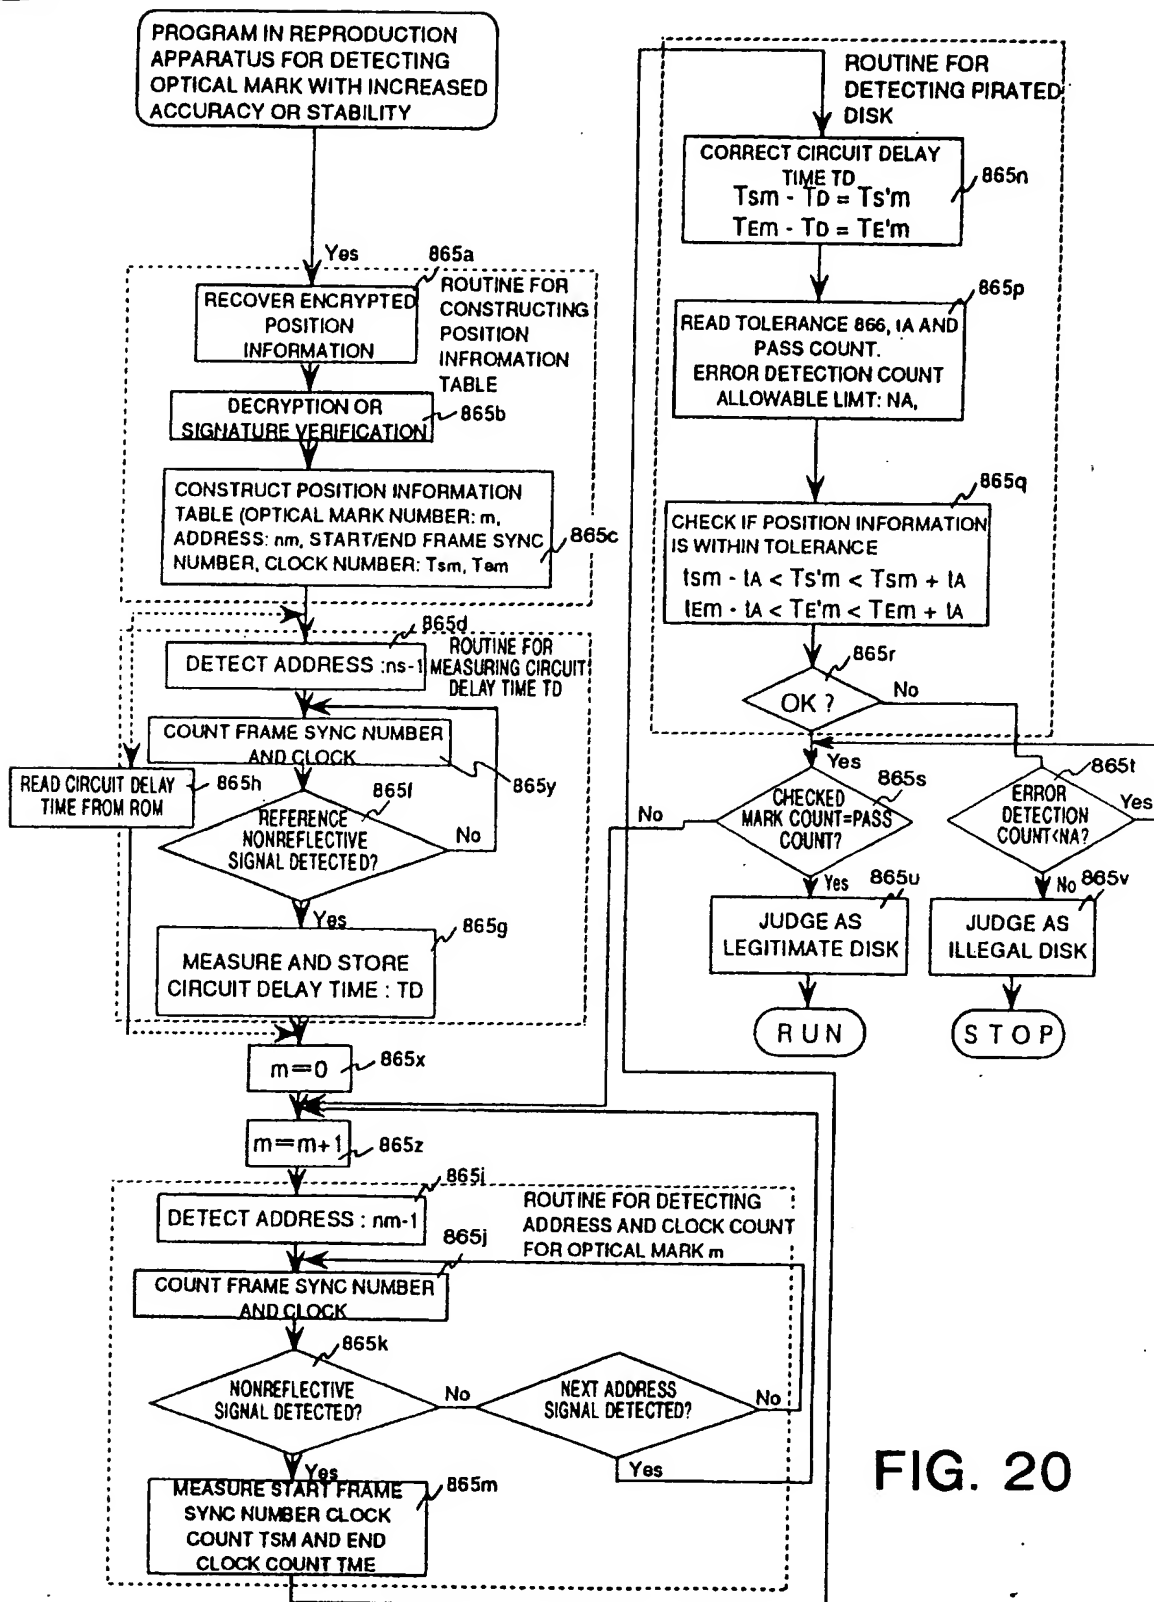 PROGRAM IN REPRODUCTION
APPARATUS FOR DETECTING
OPTICAL MARK WITH INCREASED
ACCURACY OR STABILITY
Yes
865a
RECOVER ENCRYPTED
POSITION
INFORMATION
ROUTINE FOR
CONSTRUCTING
POSITION
INFROMATION
TABLE
DECRYPTION OR
SIGNATURE VERIFICATION
865b
CONSTRUCT POSITION INFORMATION
TABLE (OPTICAL MARK NUMBER: m,
ADDRESS: nm, START/END FRAME SYNC
NUMBER, CLOCK NUMBER: Tsm, Tem
865c
865d
DETECT ADDRESS :ns-1
ROUTINE FOR
MEASURING CIRCUIT
DELAY TIME TD
COUNT FRAME SYNC NUMBER
AND CLOCK
865y
READ CIRCUIT DELAY
TIME FROM ROM
865h
865f
REFERENCE
NONREFLECTIVE
SIGNAL DETECTED?
No
Yes
865g
MEASURE AND STORE
CIRCUIT DELAY TIME : TD
m=0
865x
m=m+1
865z
865i
DETECT ADDRESS : nm-1
ROUTINE FOR DETECTING
ADDRESS AND CLOCK COUNT
FOR OPTICAL MARK m
865j
COUNT FRAME SYNC NUMBER
AND CLOCK
865k
NONREFLECTIVE
SIGNAL DETECTED?
No
NEXT ADDRESS
SIGNAL DETECTED?
No
Yes
Yes
MEASURE START FRAME
SYNC NUMBER CLOCK
COUNT TSM AND END
CLOCK COUNT TME
865m
ROUTINE FOR
DETECTING PIRATED
DISK
CORRECT CIRCUIT DELAY
TIME TD
Tsm - TD = Ts'm
TEm - TD = TE'm
865n
865p
READ TOLERANCE 866, tA AND
PASS COUNT.
ERROR DETECTION COUNT
ALLOWABLE LIMT: NA,
865q
CHECK IF POSITION INFORMATION
IS WITHIN TOLERANCE
tsm - tA < Ts'm < Tsm + tA
tEm - tA < TE'm < TEm + tA
865r
OK ?
No
Yes
865s
CHECKED
MARK COUNT=PASS
COUNT?
No
Yes
865t
ERROR
DETECTION
COUNT<NA?
Yes
No
865u
JUDGE AS
LEGITIMATE DISK
865v
JUDGE AS
ILLEGAL DISK
RUN
STOP
FIG. 20